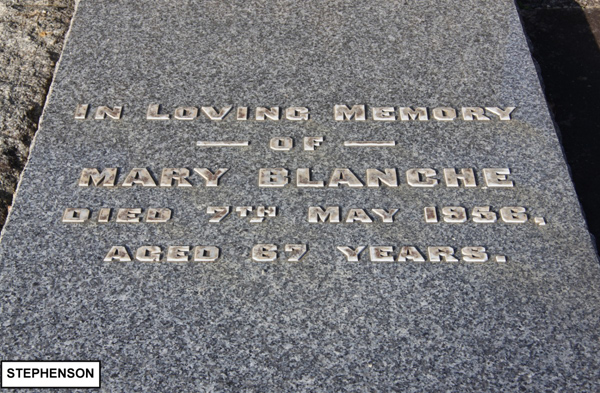 In Loving Memory
— OF —
MARY BLANCHE
DIED 7TH MAY 1956,
AGED 67 YEARS.
STEPHENSON